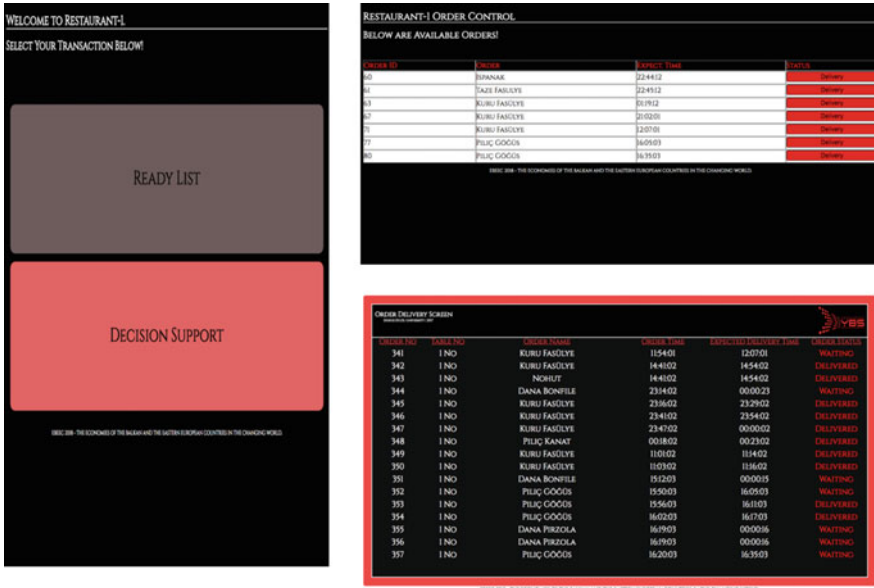 Welcome to Restaurant-1.
Select Your Transaction Below!
Ready List
Decision Support
EBEEC 2018 - The Economies of the Balkan and the Eastern European Countries in the Changing World
Restaurant-1 Order Control
Below are Available Orders!
Order ID Order Expect Time Status
60 Ispanak 22:44:12 Delivery
61 Taze Fasulye 22:45:12 Delivery
63 Kuru Fasülye 01:19:12 Delivery
67 Kuru Fasülye 21:02:01 Delivery
71 Kuru Fasülye 12:07:01 Delivery
77 Piliç Göğüs 16:05:03 Delivery
80 Piliç Göğüs 16:35:03 Delivery
EBEEC 2018 - The Economies of the Balkan and the Eastern European Countries in the Changing World
Order Delivery Screen
YBS
Order No Table No Order Name Order Time Expected Delivery Time Order Status
341 1 No Kuru Fasülye 11:54:01 12:07:01 Waiting
342 1 No Kuru Fasülye 14:41:02 14:54:02 Delivered
343 1 No Nohut 14:41:02 14:54:02 Delivered
344 1 No Dana Bonfile 23:14:02 00:00:23 Waiting
345 1 No Kuru Fasülye 23:16:02 23:29:02 Delivered
346 1 No Kuru Fasülye 23:41:02 23:54:02 Delivered
347 1 No Kuru Fasülye 23:47:02 00:00:02 Delivered
348 1 No Piliç Kanat 00:18:02 00:23:02 Delivered
349 1 No Kuru Fasülye 11:01:02 11:14:02 Delivered
350 1 No Kuru Fasülye 11:03:02 11:16:02 Delivered
351 1 No Dana Bonfile 15:12:03 00:00:15 Waiting
352 1 No Piliç Göğüs 15:50:03 16:05:03 Waiting
353 1 No Piliç Göğüs 15:56:03 16:11:03 Delivered
354 1 No Piliç Göğüs 16:02:03 16:17:03 Delivered
355 1 No Dana Pirzola 16:19:03 00:00:16 Waiting
356 1 No Dana Pirzola 16:19:03 00:00:16 Waiting
357 1 No Piliç Göğüs 16:20:03 16:35:03 Waiting